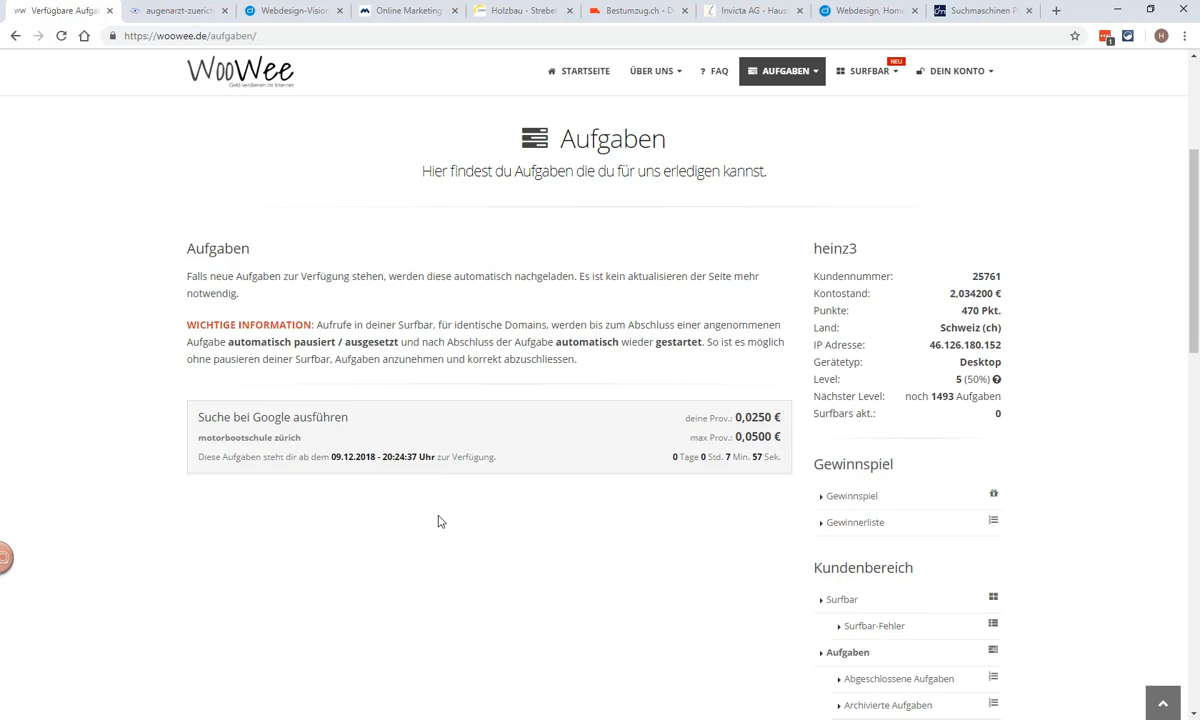 Verfügbare Aufga
augenarzt-zuerich
Webdesign-Vision
Online Marketing
Holzbau - Strebel
Bestumzug.ch - D
Invicta AG - Haus
Webdesign, Home
Suchmaschinen P
https://woowee.de/aufgaben/
1
H
WooWee
Geld verdienen im Internet
STARTSEITE
ÜBER UNS
? FAQ
AUFGABEN
SURFBAR
NEU
DEIN KONTO
Aufgaben
Hier findest du Aufgaben die du für uns erledigen kannst.
Aufgaben
Falls neue Aufgaben zur Verfügung stehen, werden diese automatisch nachgeladen. Es ist kein aktualisieren der Seite mehr
notwendig.
WICHTIGE INFORMATION: Aufrufe in deiner Surfbar, für identische Domains, werden bis zum Abschluss einer angenommenen
Aufgabe automatisch pausiert / ausgesetzt und nach Abschluss der Aufgabe automatisch wieder gestartet. So ist es möglich
ohne pausieren deiner Surfbar, Aufgaben anzunehmen und korrekt abzuschliessen.
Suche bei Google ausführen
deine Prov.: 0,0250 €
motorbootschule zürich
max Prov.: 0,0500 €
Diese Aufgaben steht dir ab dem 09.12.2018 - 20:24:37 Uhr zur Verfügung.
0 Tage 0 Std. 7 Min. 57 Sek.
heinz3
Kundennummer: 25761
Kontostand: 2,034200 €
Punkte: 470 Pkt.
Land: Schweiz (ch)
IP Adresse: 46.126.180.152
Gerätetyp: Desktop
Level: 5 (50%)
Nächster Level: noch 1493 Aufgaben
Surfbars akt.: 0
Gewinnspiel
Gewinnspiel
Gewinnerliste
Kundenbereich
Surfbar
Surfbar-Fehler
Aufgaben
Abgeschlossene Aufgaben
Archivierte Aufgaben